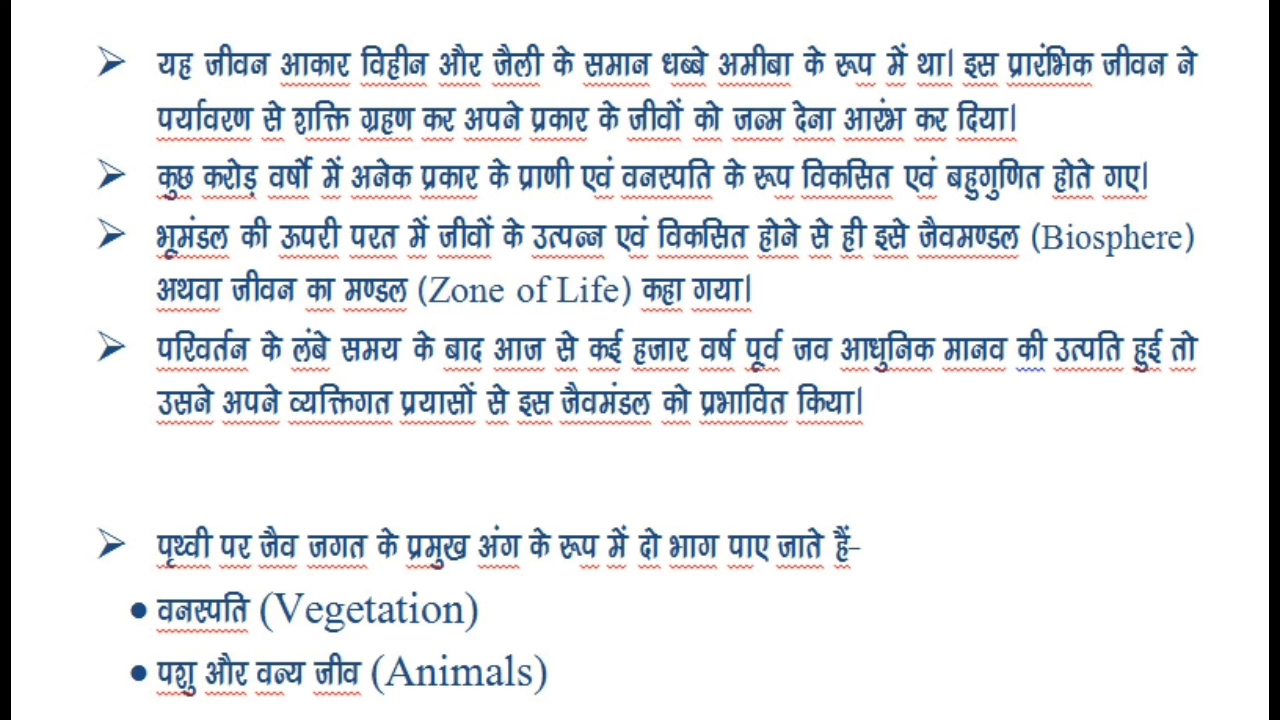 ➢ यह जीवन आकार विहीन और जैली के समान धब्बे अमीबा के रूप में था। इस प्रारंभिक जीवन ने
पर्यावरण से शक्ति ग्रहण कर अपने प्रकार के जीवों को जन्म देना आरंभ कर दिया।
➢ कुछ करोड़ वर्षो में अनेक प्रकार के प्राणी एवं वनस्पति के रूप विकसित एवं बहुगुणित होते गए।
➢ भूमंडल की ऊपरी परत में जीवों के उत्पन्न एवं विकसित होने से ही इसे जैवमण्डल (Biosphere)
अथवा जीवन का मण्डल (Zone of Life) कहा गया।
➢ परिवर्तन के लंबे समय के बाद आज से कई हजार वर्ष पूर्व जव आधुनिक मानव की उत्पति हुई तो
उसने अपने व्यक्तिगत प्रयासों से इस जैवमंडल को प्रभावित किया।
➢ पृथ्वी पर जैव जगत के प्रमुख अंग के रूप में दो भाग पाए जाते हैं-
• वनस्पति (Vegetation)
• पशु और वन्य जीव (Animals)